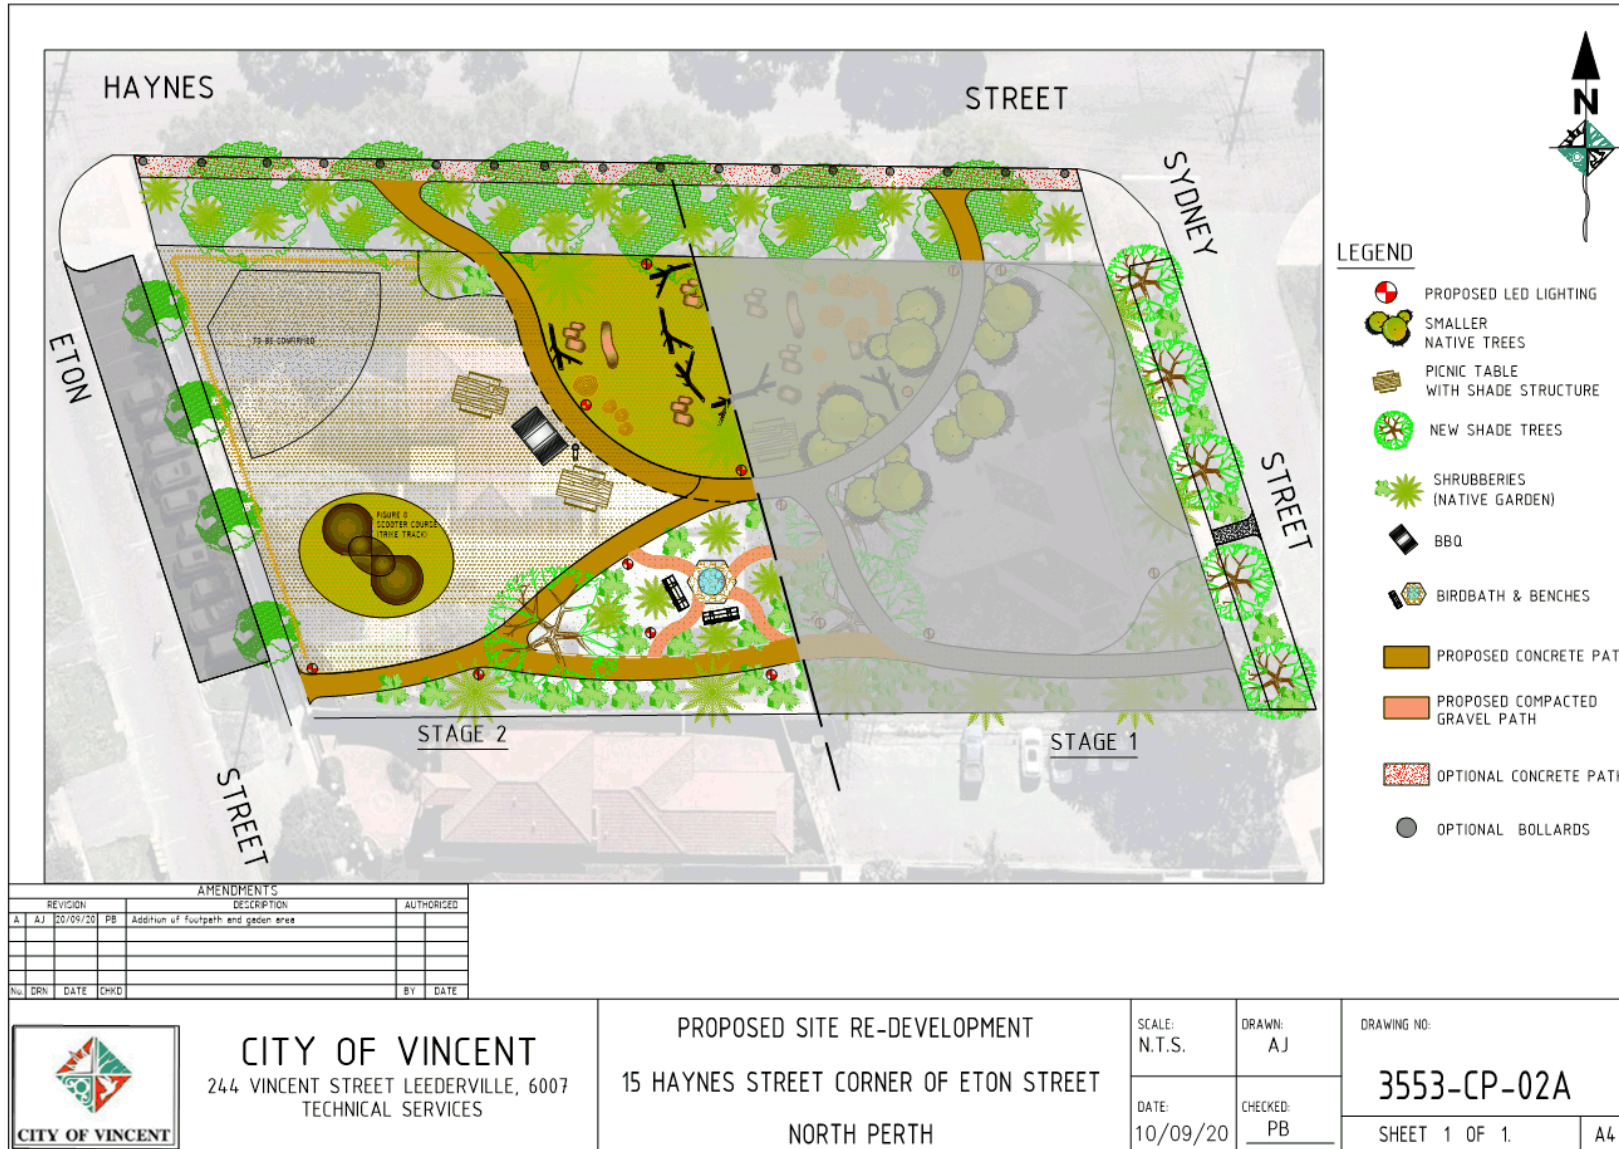 HAYNES
STREET
SYDNEY
STREET
ETON
STREET
N
TO BE CONFIRMED
FIGURE 8
SCOOTER COURSE
(TRIKE TRACK)
STAGE 2
STAGE 1
LEGEND
PROPOSED LED LIGHTING
SMALLER
NATIVE TREES
PICNIC TABLE
WITH SHADE STRUCTURE
NEW SHADE TREES
SHRUBBERIES
(NATIVE GARDEN)
BBQ
BIRDBATH & BENCHES
PROPOSED CONCRETE PAT
PROPOSED COMPACTED
GRAVEL PATH
OPTIONAL CONCRETE PATH
OPTIONAL BOLLARDS
AMENDMENTS
REVISION DESCRIPTION AUTHORISED
A AJ 20/09/20 PB Addition of footpath and gaden area
No. DRN DATE CHKD BY DATE
CITY OF VINCENT
CITY OF VINCENT
244 VINCENT STREET LEEDERVILLE, 6007
TECHNICAL SERVICES
PROPOSED SITE RE-DEVELOPMENT
15 HAYNES STREET CORNER OF ETON STREET
NORTH PERTH
SCALE:
N.T.S.
DRAWN:
AJ
DATE:
10/09/20
CHECKED:
PB
DRAWING NO:
3553-CP-02A
SHEET 1 OF 1.
A4